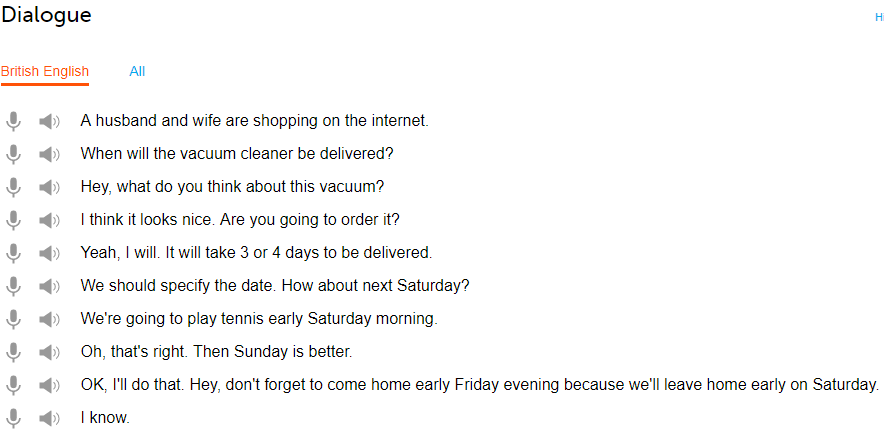 Dialogue
Hi
British English
All
A husband and wife are shopping on the internet.
When will the vacuum cleaner be delivered?
Hey, what do you think about this vacuum?
I think it looks nice. Are you going to order it?
Yeah, I will. It will take 3 or 4 days to be delivered.
We should specify the date. How about next Saturday?
We're going to play tennis early Saturday morning.
Oh, that's right. Then Sunday is better.
OK, I'll do that. Hey, don't forget to come home early Friday evening because we'll leave home early on Saturday.
I know.